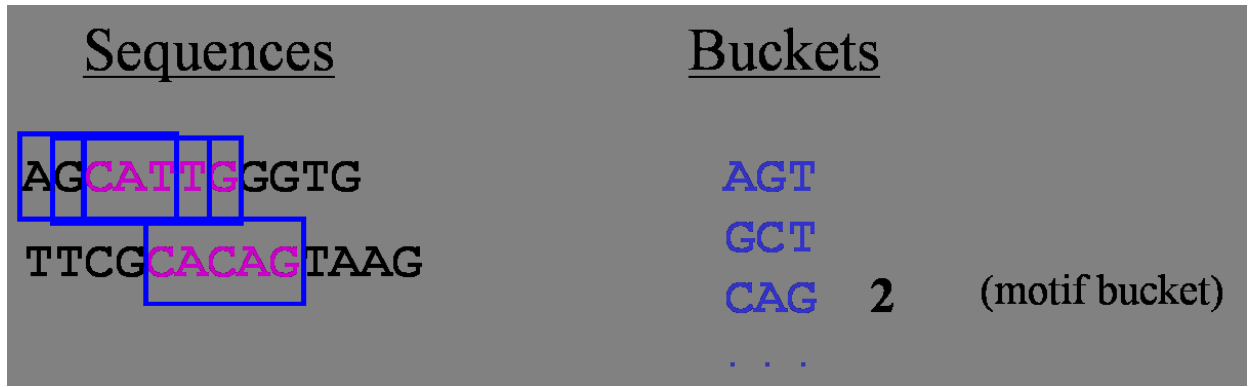 Sequences
Buckets
AGCATTGGGTG
AGT
GCT
TTCGCACAGTAAG
CAG 2 (motif bucket)
. . .